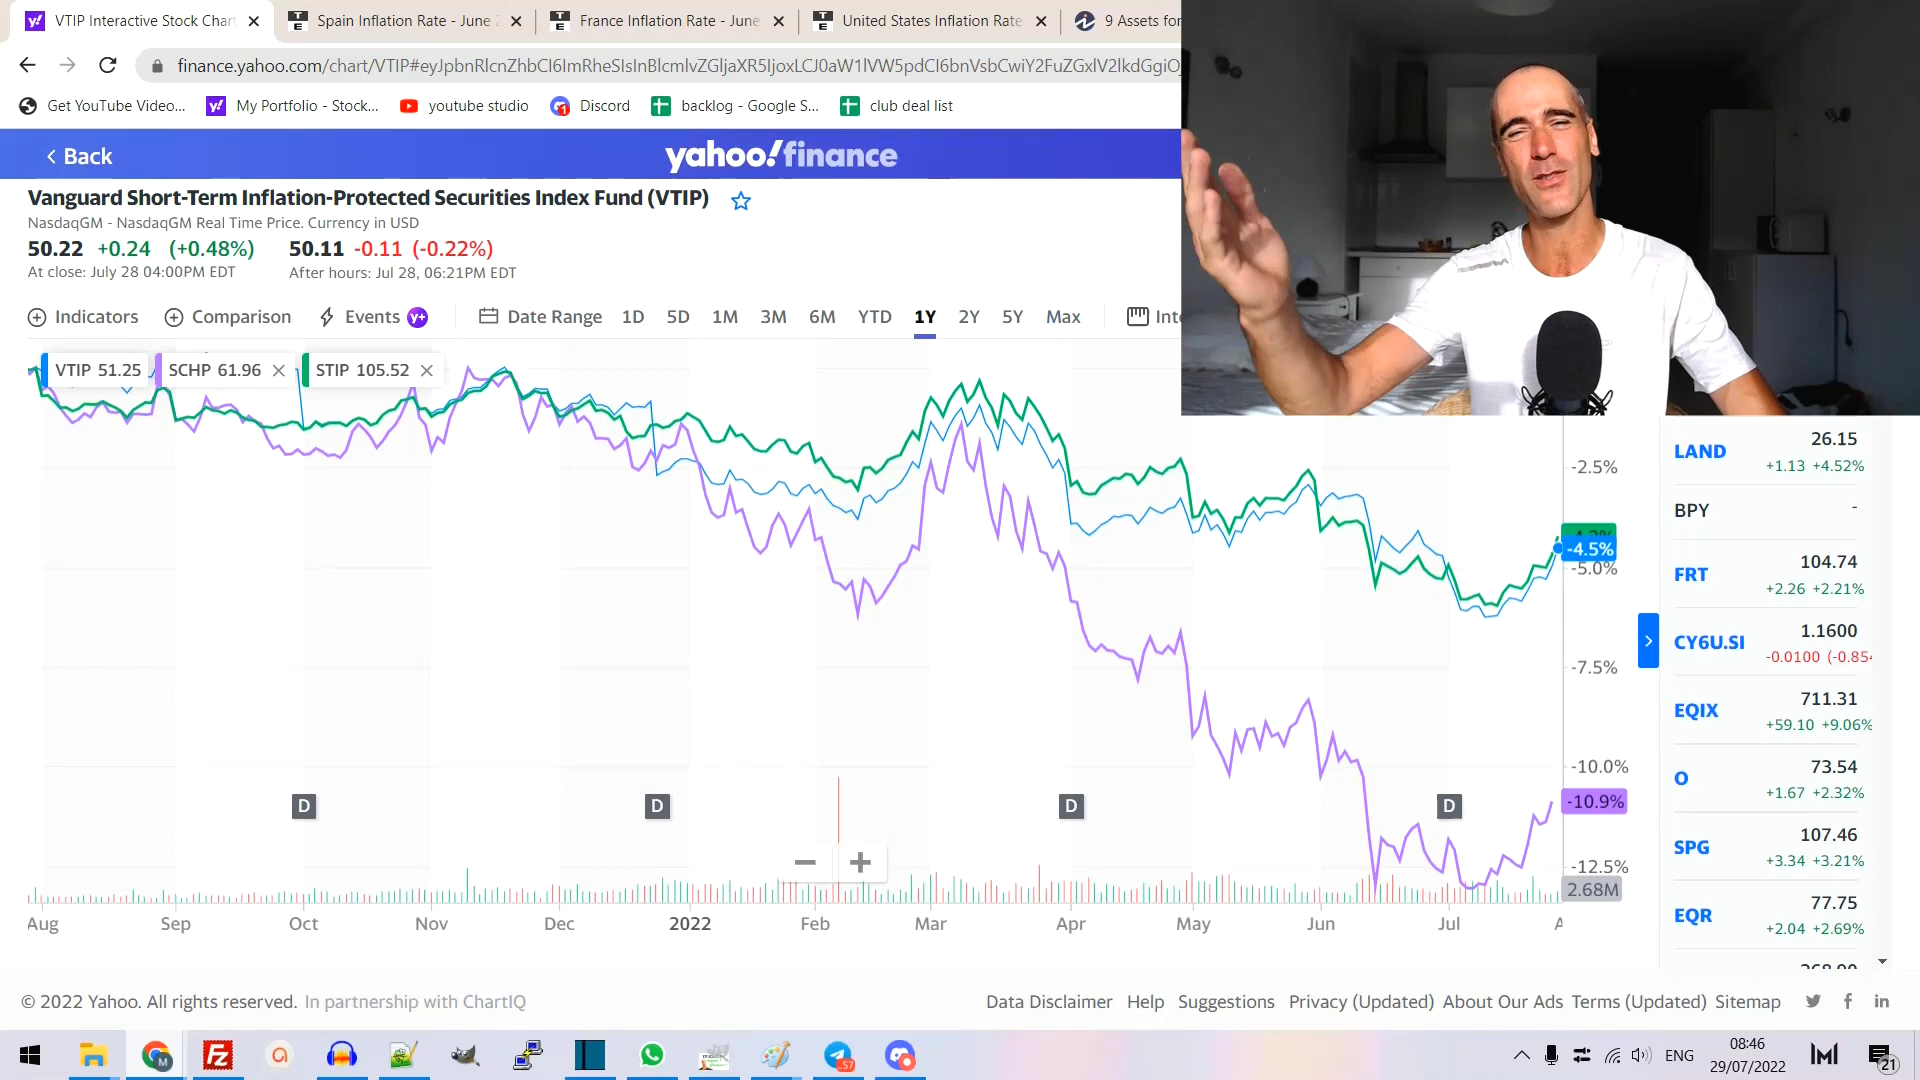 VTIP Interactive Stock Chart
Spain Inflation Rate - June 2
France Inflation Rate - June
United States Inflation Rate
9 Assets for
finance.yahoo.com/chart/VTIP#
Get YouTube Video...
My Portfolio - Stock...
youtube studio
Discord
backlog - Google S...
club deal list
Back
yahoo!finance
Vanguard Short-Term Inflation-Protected Securities Index Fund (VTIP)
NasdaqGM - NasdaqGM Real Time Price. Currency in USD
50.22 +0.24 (+0.48%) 50.11 -0.11 (-0.22%)
At close: July 28 04:00PM EDT After hours: Jul 28, 06:21PM EDT
Indicators Comparison Events Y+ Date Range 1D 5D 1M 3M 6M YTD 1Y 2Y 5Y Max Inte
VTIP 51.25 SCHP 61.96 STIP 105.52
-2.5%
-4.5%
-5.0%
-7.5%
-10.0%
-10.9%
-12.5%
2.68M
D D D D
Aug Sep Oct Nov Dec 2022 Feb Mar Apr May Jun Jul A
LAND 26.15
+1.13 +4.52%
BPY -
FRT 104.74
+2.26 +2.21%
CY6U.SI 1.1600
-0.0100 (-0.854
EQIX 711.31
+59.10 +9.06%
O 73.54
+1.67 +2.32%
SPG 107.46
+3.34 +3.21%
EQR 77.75
+2.04 +2.69%
© 2022 Yahoo. All rights reserved. In partnership with ChartIQ
Data Disclaimer Help Suggestions Privacy (Updated) About Our Ads Terms (Updated) Sitemap
ENG
08:46
29/07/2022
21